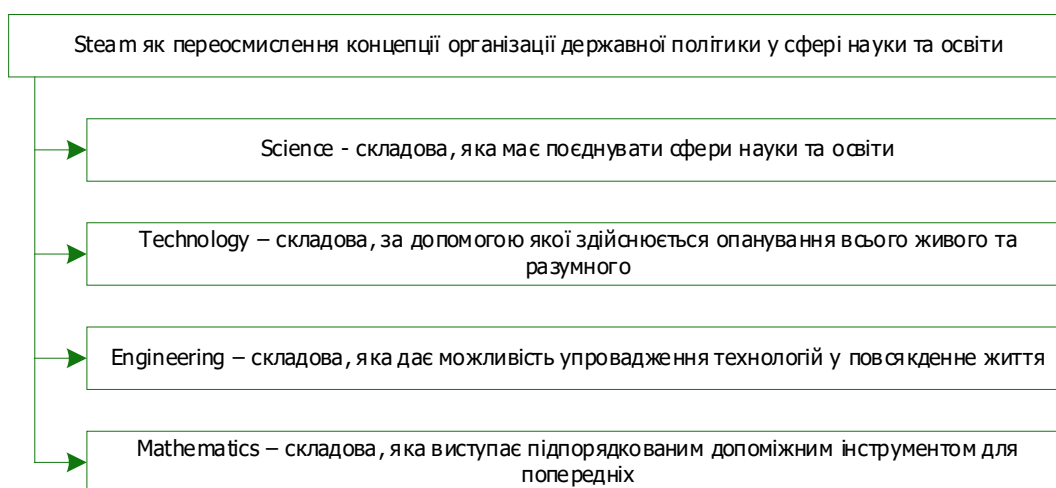 Steam як переосмислення концепції організації державної політики у сфері науки та освіти
Science - складова, яка має поєднувати сфери науки та освіти
Technology – складова, за допомогою якої здійснюється опанування всього живого та
разумного
Engineering – складова, яка дає можливість упровадження технологій у повсякденне життя
Mathematics – складова, яка виступає підпорядкованим допоміжним інструментом для
попередніх